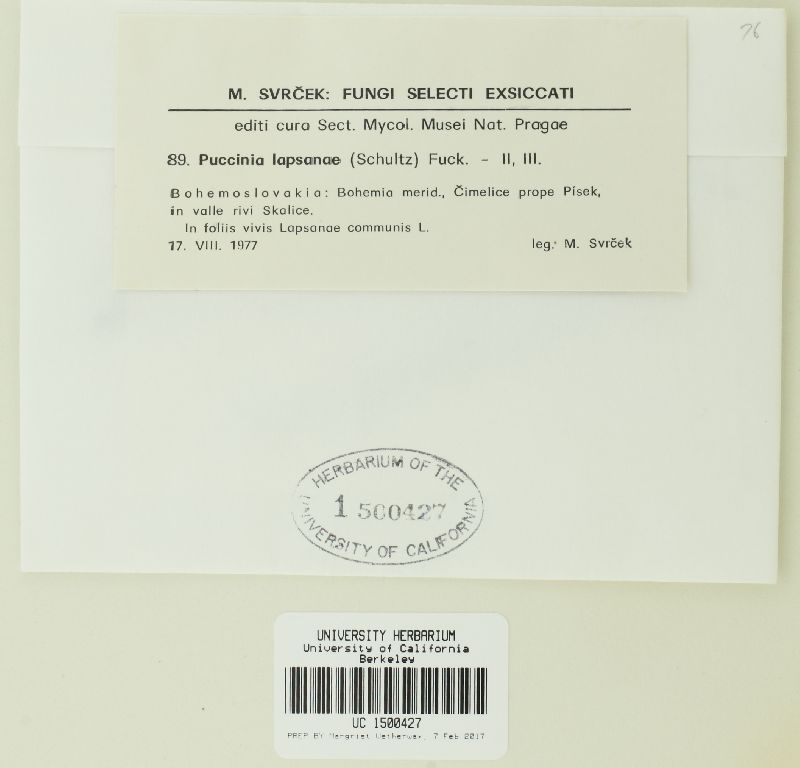 76
M. SVRČEK: FUNGI SELECTI EXSICCATI
editi cura Sect. Mycol. Musei Nat. Pragae
89. Puccinia lapsanae (Schultz) Fuck. – II, III.
Bohemoslovakia: Bohemia merid., Čimelice prope Písek,
in valle rivi Skalice.
In foliis vivis Lapsanae communis L.
17. VIII. 1977 leg. M. Svrček
HERBARIUM OF THE
1500427
UNIVERSITY OF CALIFORNIA
UNIVERSITY HERBARIUM
University of California
Berkeley
UC 1500427
PREP BY Margriet Wetherwax, 7 Feb 2017